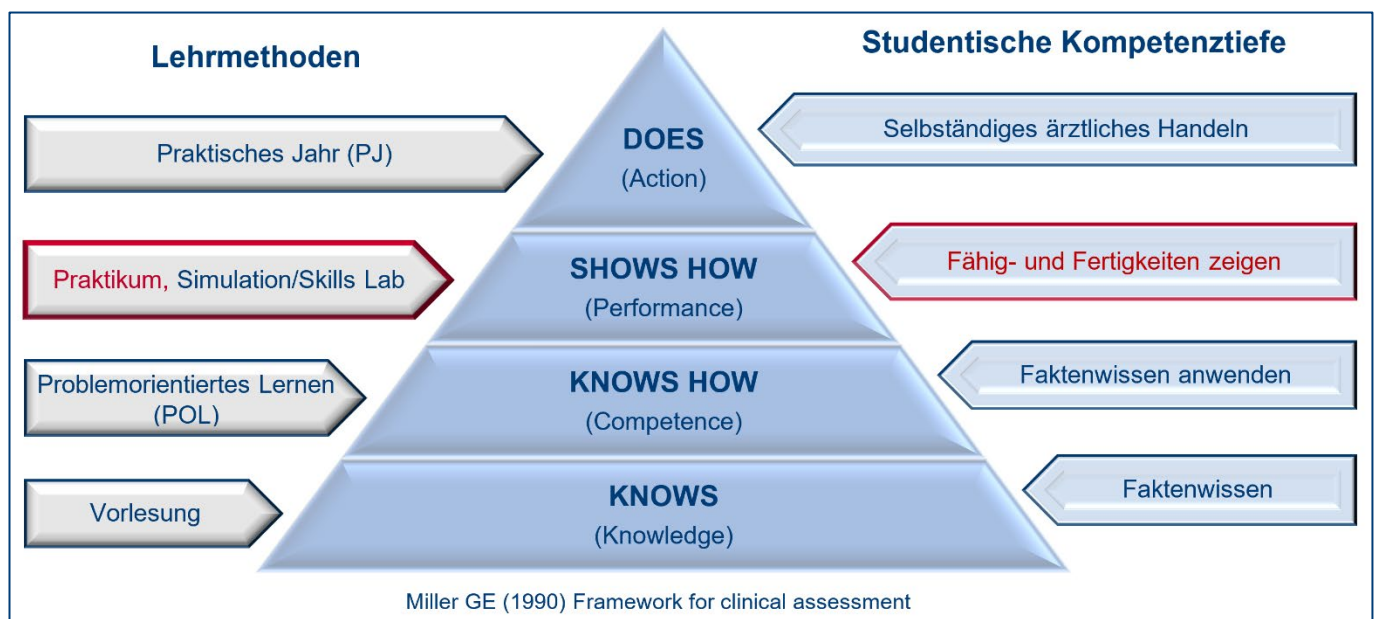 Lehrmethoden
Studentische Kompetenztiefe
Praktisches Jahr (PJ)
DOES
(Action)
Selbständiges ärztliches Handeln
Praktikum, Simulation/Skills Lab
SHOWS HOW
(Performance)
Fähig- und Fertigkeiten zeigen
Problemorientiertes Lernen
(POL)
KNOWS HOW
(Competence)
Faktenwissen anwenden
Vorlesung
KNOWS
(Knowledge)
Faktenwissen
Miller GE (1990) Framework for clinical assessment